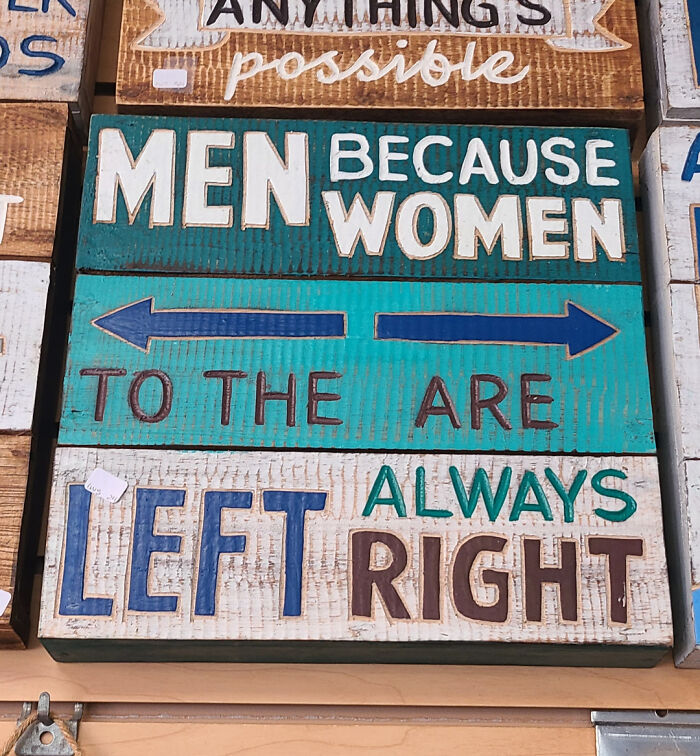 ANYTHING'S
possible
MEN BECAUSE
WOMEN
TO THE ARE
ALWAYS
LEFT RIGHT